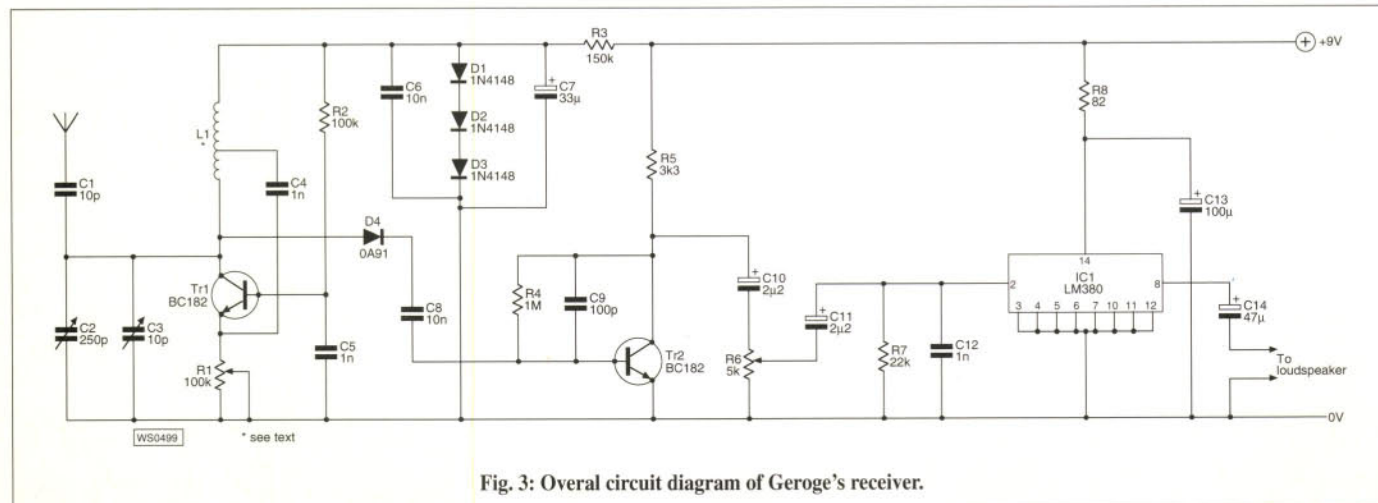 R3
150k
+9V
D1
1N4148
C6
10n
C7
33µ
R8
82
R2
100k
D2
1N4148
L1
*
R5
3k3
D3
1N4148
C1
10p
C4
1n
C13
100µ
D4
0A91
14
C10
2µ2
IC1
LM380
2
8
Tr1
BC182
R4
1M
C9
100p
3 4 5 6 7 10 11 12
C14
47µ
C8
10n
C11
2µ2
C2
250p
C3
10p
C5
1n
R7
22k
C12
1n
R6
5k
Tr2
BC182
To
loudspeaker
R1
100k
0V
WS0499
* see text
Fig. 3: Overal circuit diagram of Geroge's receiver.